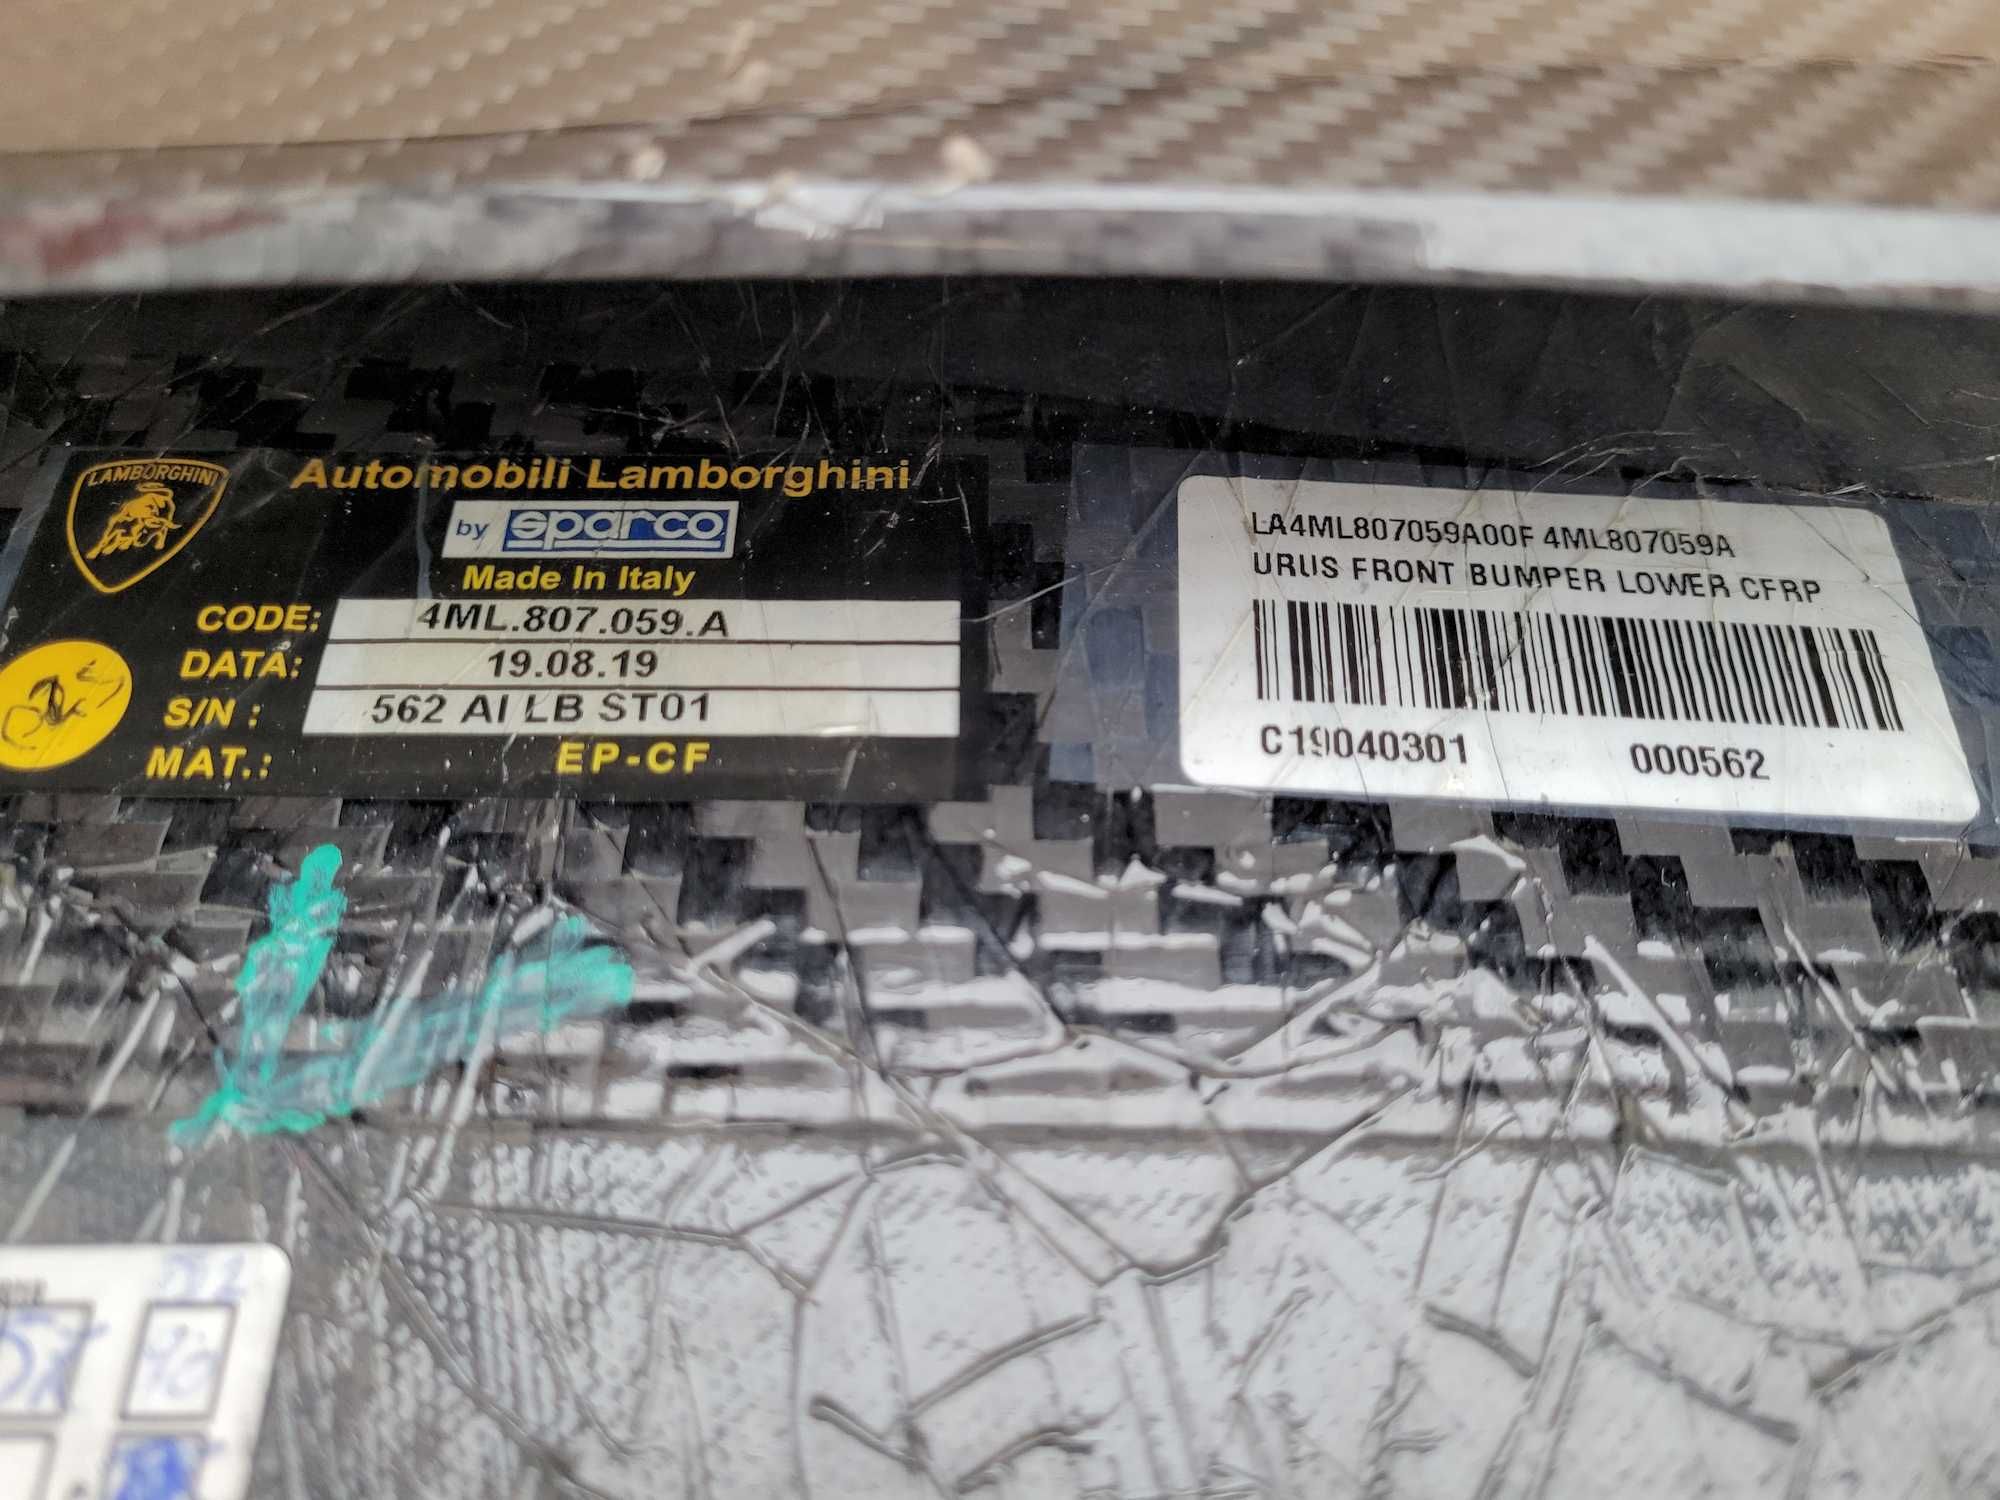 LAMBORGHINI
Automobili Lamborghini
by sparco
Made In Italy
CODE: 4ML.807.059.A
DATA: 19.08.19
S/N : 562 AI LB ST01
MAT.: EP-CF
LA4ML807059A00F 4ML807059A
URUS FRONT BUMPER LOWER CFRP
C19040301 000562